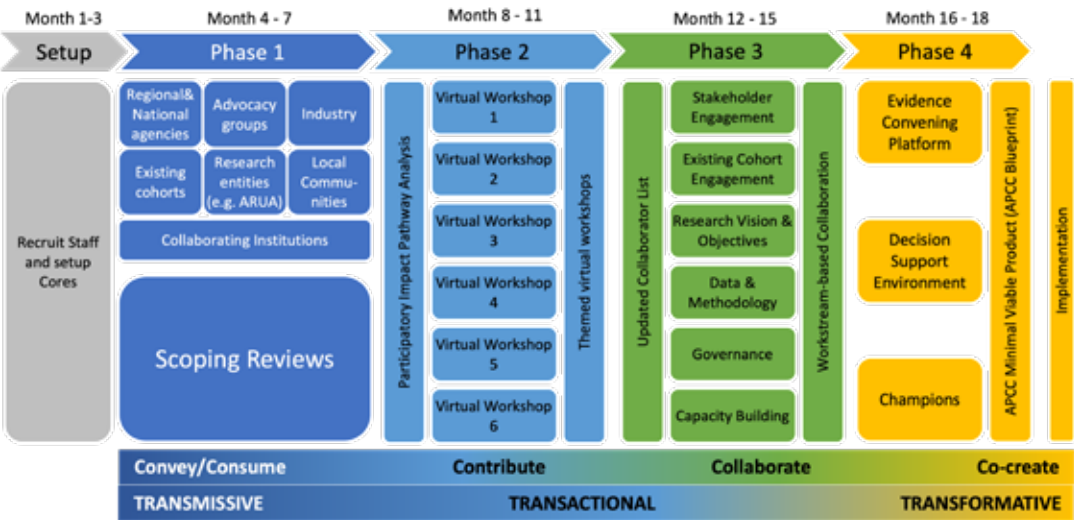 Month 1-3
Month 4 - 7
Month 8 - 11
Month 12 - 15
Month 16 - 18
Setup
Phase 1
Phase 2
Phase 3
Phase 4
Recruit Staff
and setup
Cores
Regional&
National
agencies
Advocacy
groups
Industry
Existing
cohorts
Research
entities
(e.g. ARUA)
Local
Commu-
nities
Collaborating Institutions
Scoping Reviews
Participatory Impact Pathway Analysis
Virtual Workshop
1
Virtual Workshop
2
Virtual Workshop
3
Virtual Workshop
4
Virtual Workshop
5
Virtual Workshop
6
Themed virtual workshops
Updated Collaborator List
Stakeholder
Engagement
Existing Cohort
Engagement
Research Vision &
Objectives
Data &
Methodology
Governance
Capacity Building
Workstream-based Collaboration
Evidence
Convening
Platform
Decision
Support
Environment
Champions
APCC Minimal Viable Product (APCC Blueprint)
Implementation
Convey/Consume
Contribute
Collaborate
Co-create
TRANSMISSIVE
TRANSACTIONAL
TRANSFORMATIVE